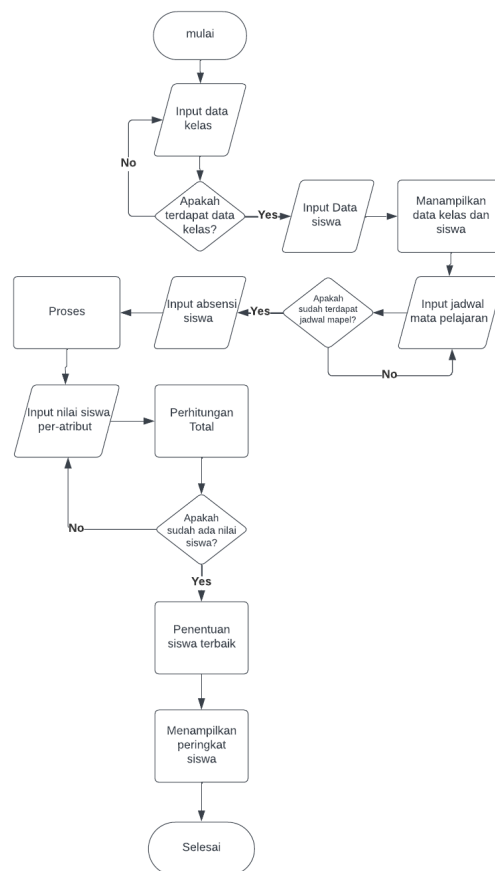 mulai
Input data
kelas
No
Apakah
terdapat data
kelas?
Yes
Input Data
siswa
Manampilkan
data kelas dan
siswa
Proses
Input absensi
siswa
Yes
Apakah
sudah terdapat
jadwal mapel?
Input jadwal
mata pelajaran
No
Input nilai siswa
per-atribut
Perhitungan
Total
No
Apakah
sudah ada nilai
siswa?
Yes
Penentuan
siswa terbaik
Menampilkan
peringkat
siswa
Selesai